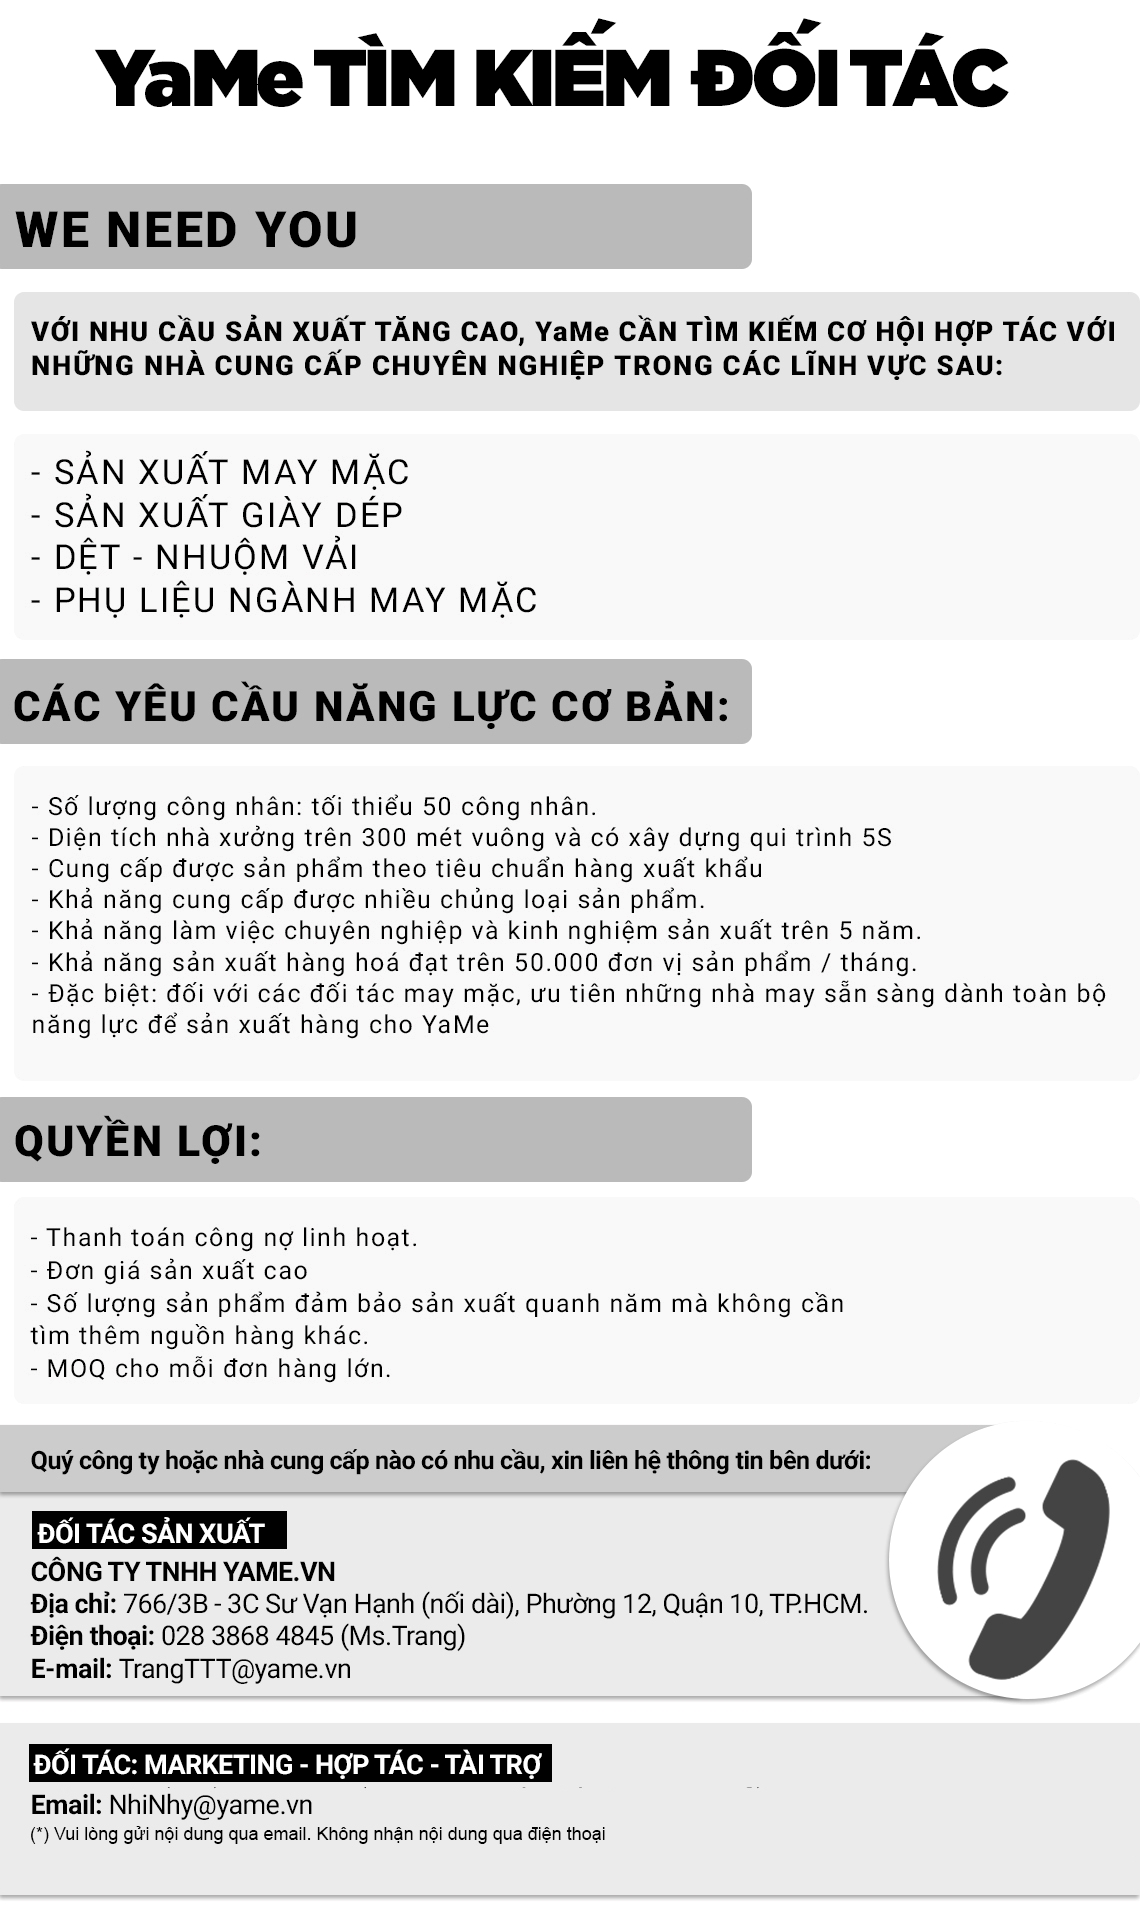 YaMe TÌM KIẾM ĐỐI TÁC
WE NEED YOU
VỚI NHU CẦU SẢN XUẤT TĂNG CAO, YaMe CẦN TÌM KIẾM CƠ HỘI HỢP TÁC VỚI
NHỮNG NHÀ CUNG CẤP CHUYÊN NGHIỆP TRONG CÁC LĨNH VỰC SAU:
- SẢN XUẤT MAY MẶC
- SẢN XUẤT GIÀY DÉP
- DỆT - NHUỘM VẢI
- PHỤ LIỆU NGÀNH MAY MẶC
CÁC YÊU CẦU NĂNG LỰC CƠ BẢN:
- Số lượng công nhân: tối thiểu 50 công nhân.
- Diện tích nhà xưởng trên 300 mét vuông và có xây dựng qui trình 5S
- Cung cấp được sản phẩm theo tiêu chuẩn hàng xuất khẩu
- Khả năng cung cấp được nhiều chủng loại sản phẩm.
- Khả năng làm việc chuyên nghiệp và kinh nghiệm sản xuất trên 5 năm.
- Khả năng sản xuất hàng hoá đạt trên 50.000 đơn vị sản phẩm / tháng.
- Đặc biệt: đối với các đối tác may mặc, ưu tiên những nhà may sẵn sàng dành toàn bộ
năng lực để sản xuất hàng cho YaMe
QUYỀN LỢI:
- Thanh toán công nợ linh hoạt.
- Đơn giá sản xuất cao
- Số lượng sản phẩm đảm bảo sản xuất quanh năm mà không cần
tìm thêm nguồn hàng khác.
- MOQ cho mỗi đơn hàng lớn.
Quý công ty hoặc nhà cung cấp nào có nhu cầu, xin liên hệ thông tin bên dưới:
ĐỐI TÁC SẢN XUẤT
CÔNG TY TNHH YAME.VN
Địa chỉ: 766/3B - 3C Sư Vạn Hạnh (nối dài), Phường 12, Quận 10, TP.HCM.
Điện thoại: 028 3868 4845 (Ms.Trang)
E-mail: TrangTTT@yame.vn
ĐỐI TÁC: MARKETING - HỢP TÁC - TÀI TRỢ
Email: NhiNhy@yame.vn
(*) Vui lòng gửi nội dung qua email. Không nhận nội dung qua điện thoại